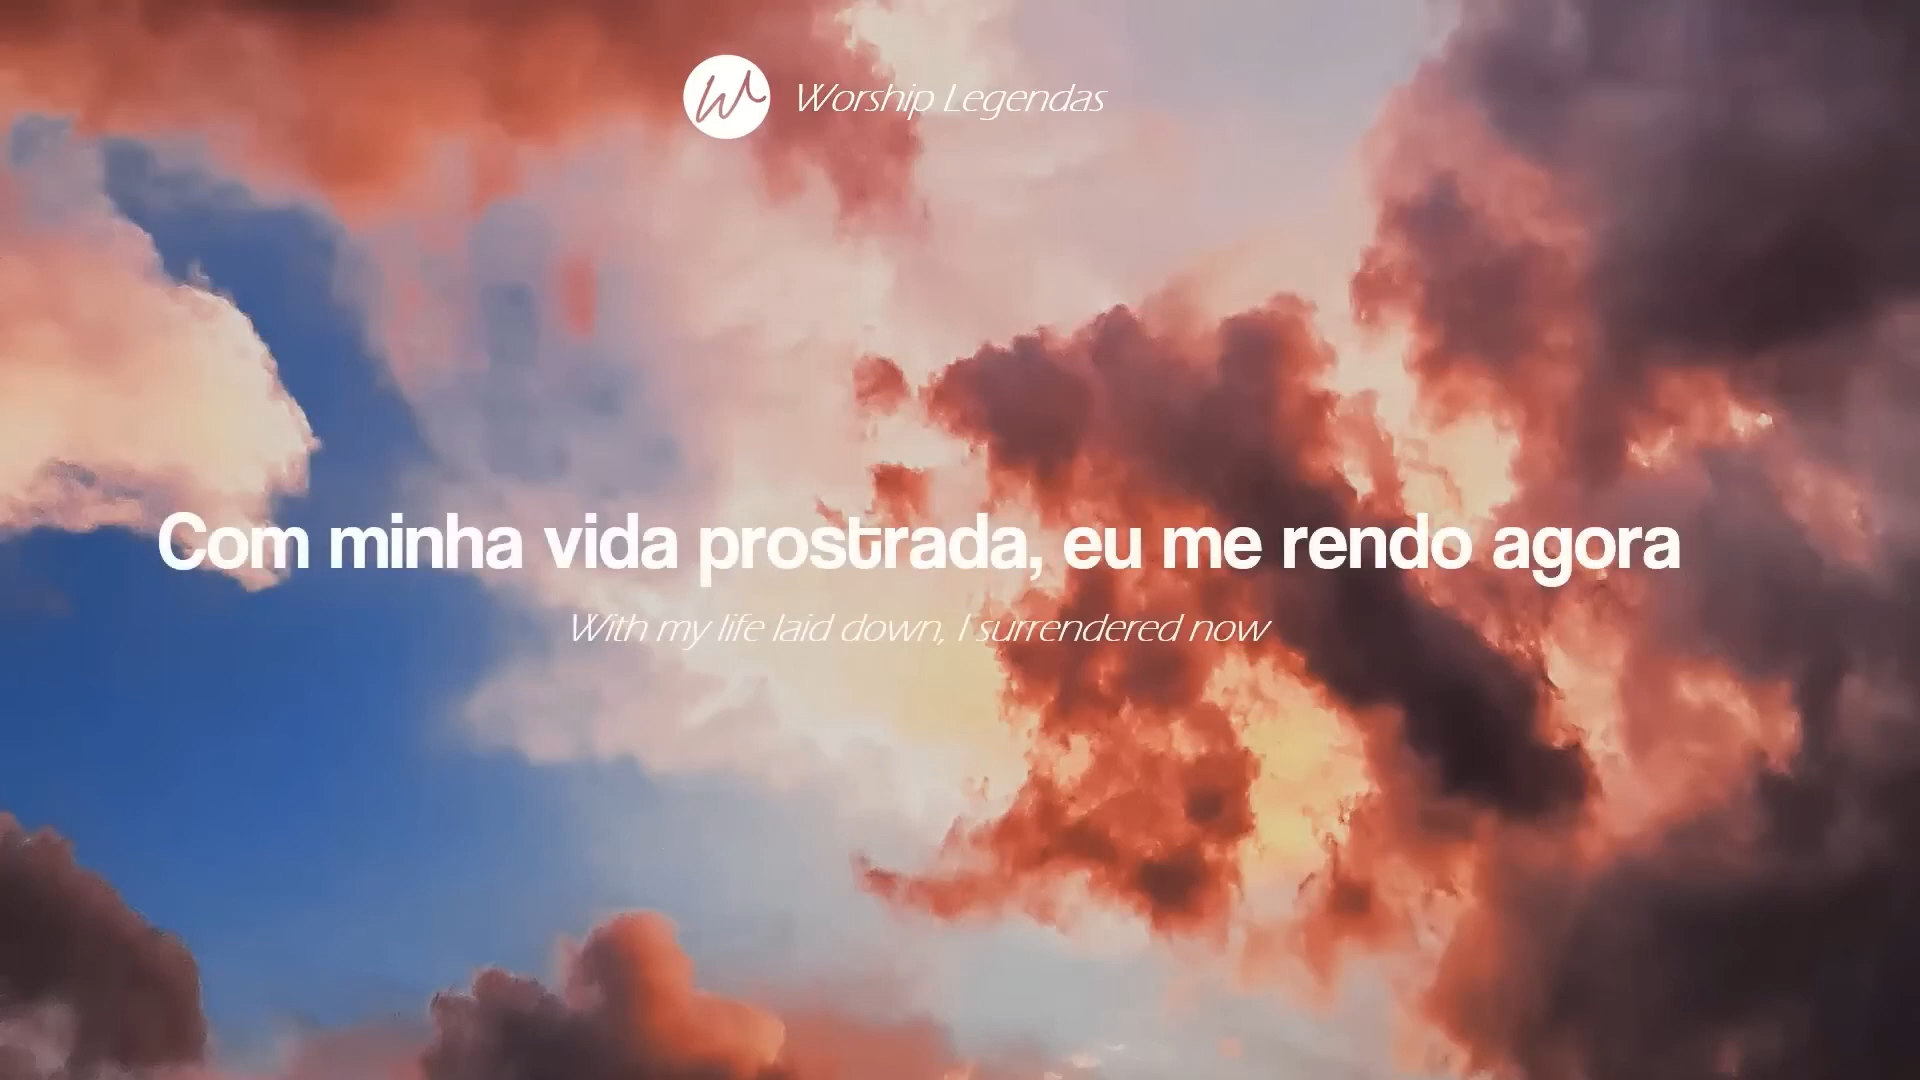 W Worship Legendas
Com minha vida prostrada, eu me rendo agora
With my life laid down, I surrendered now